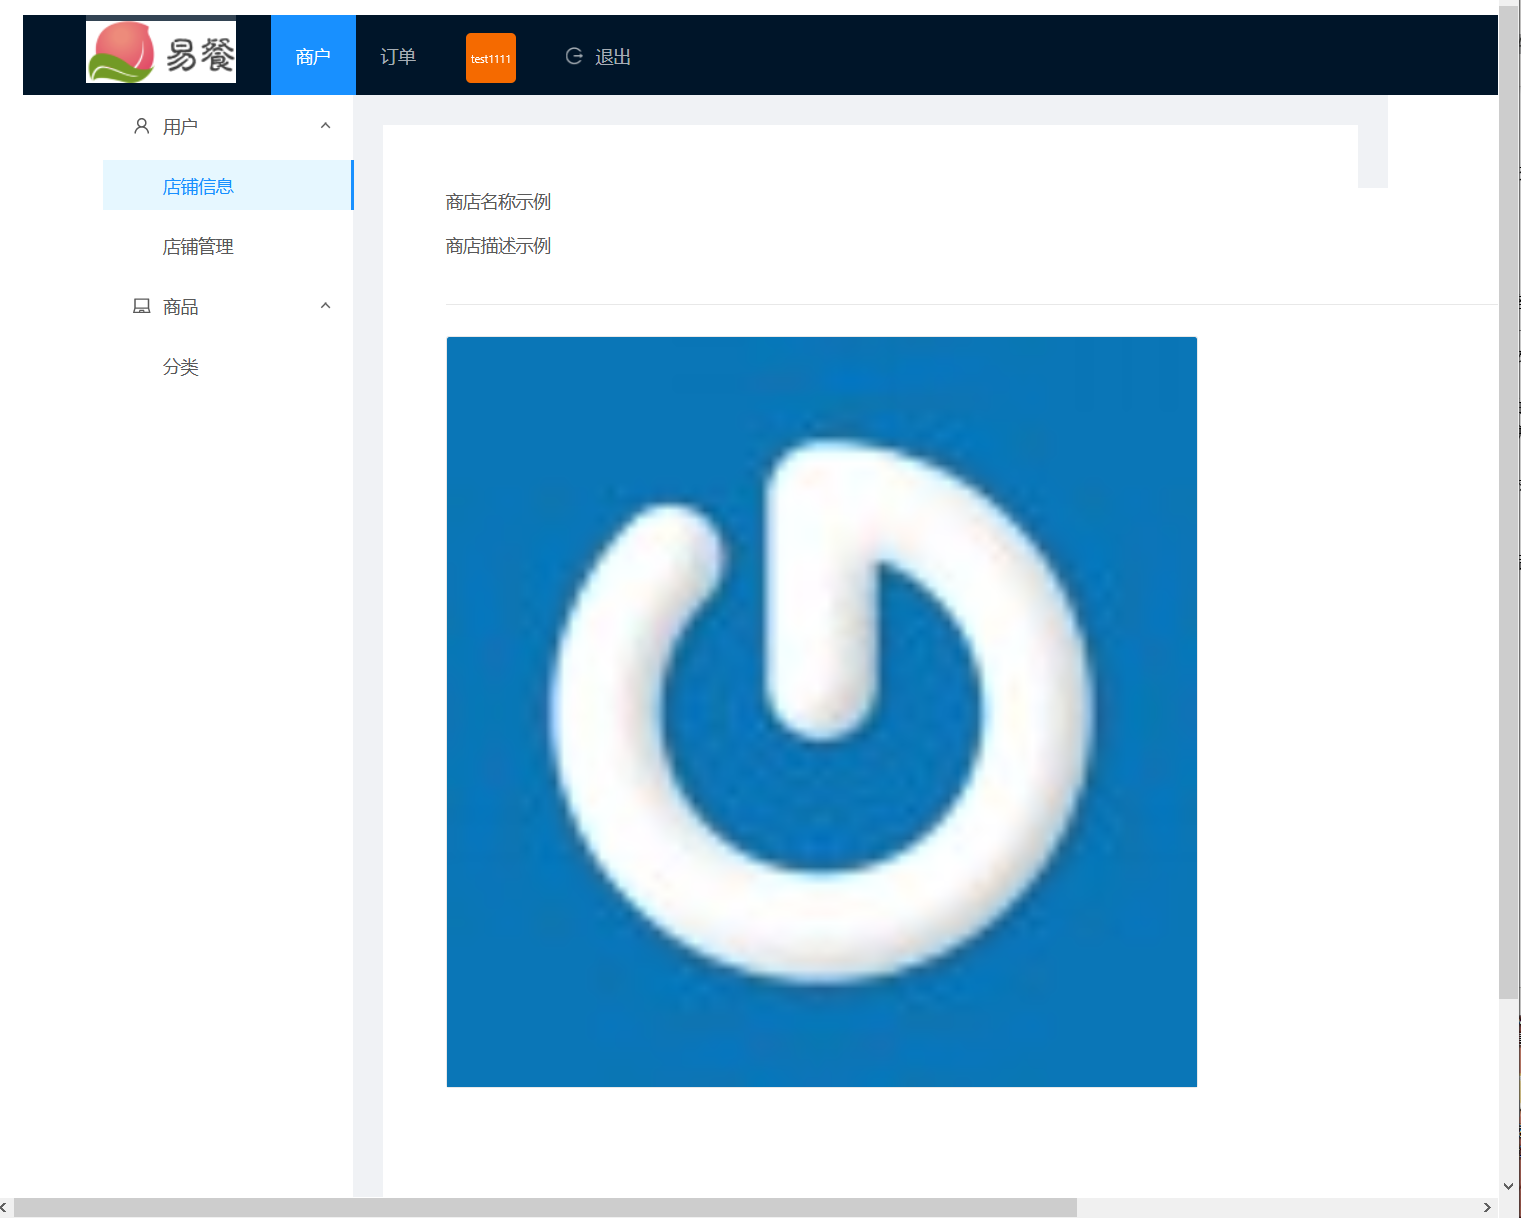 易餐
商户
订单
test1111
退出
用户
店铺信息
店铺管理
商品
分类
商店名称示例
商店描述示例